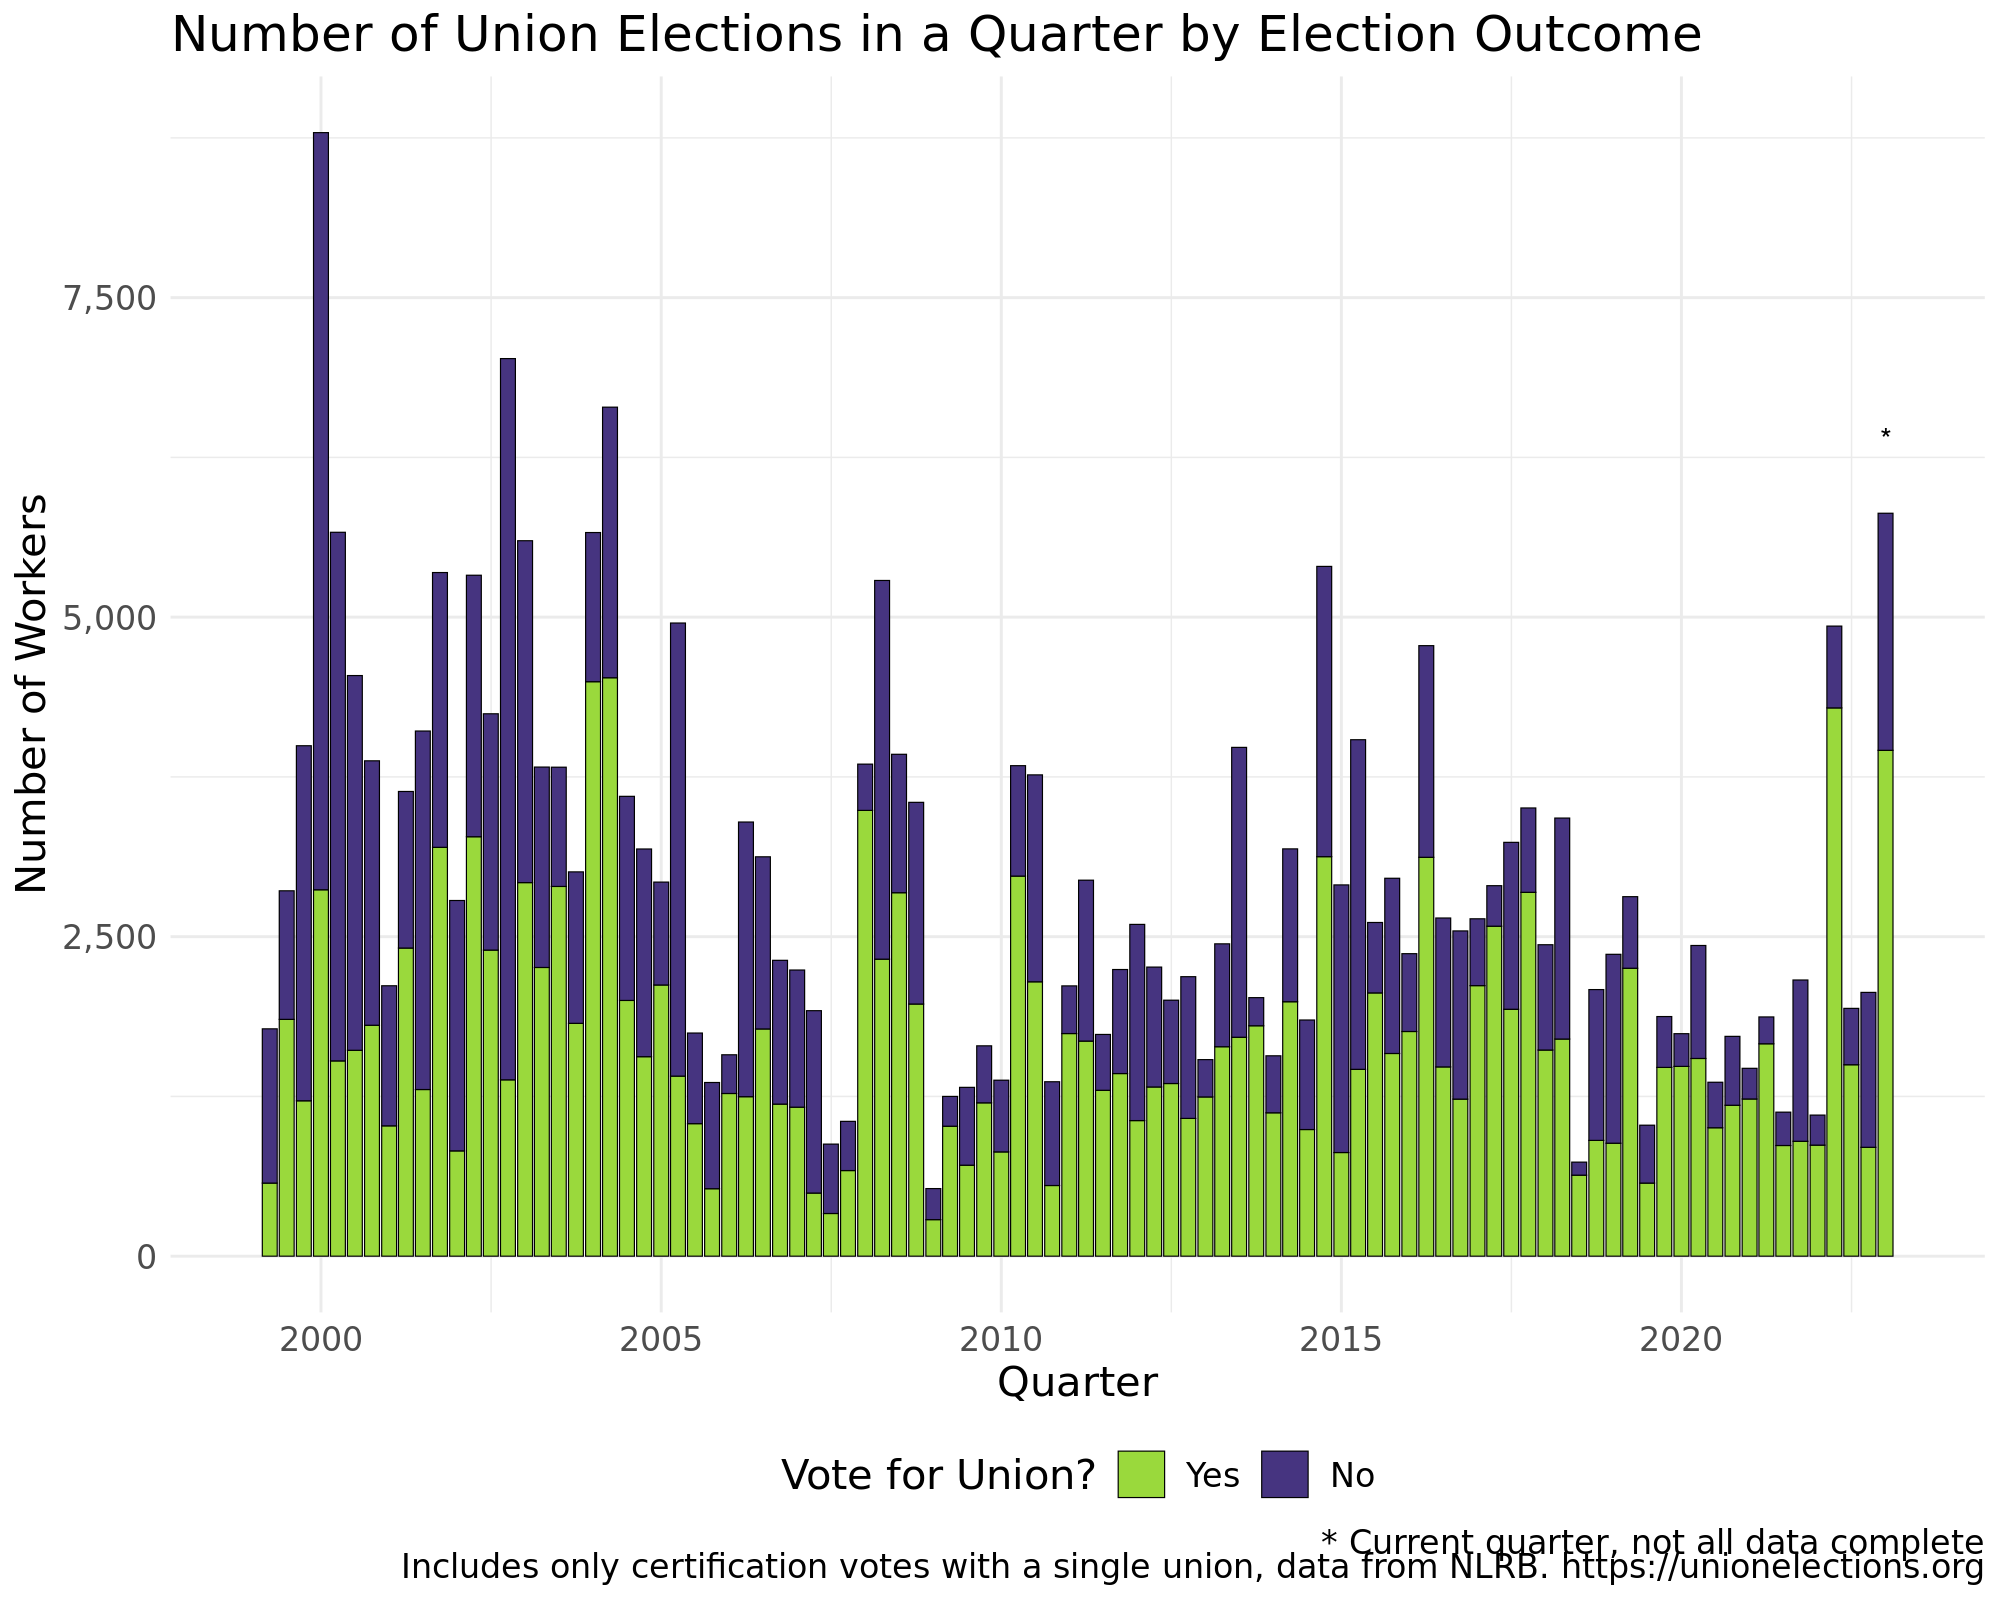 Number of Union Elections in a Quarter by Election Outcome
Number of Workers
7,500
5,000
2,500
0
*
2000 2005 2010 2015 2020
Quarter
Vote for Union? Yes No
* Current quarter, not all data complete
Includes only certification votes with a single union, data from NLRB. https://unionelections.org